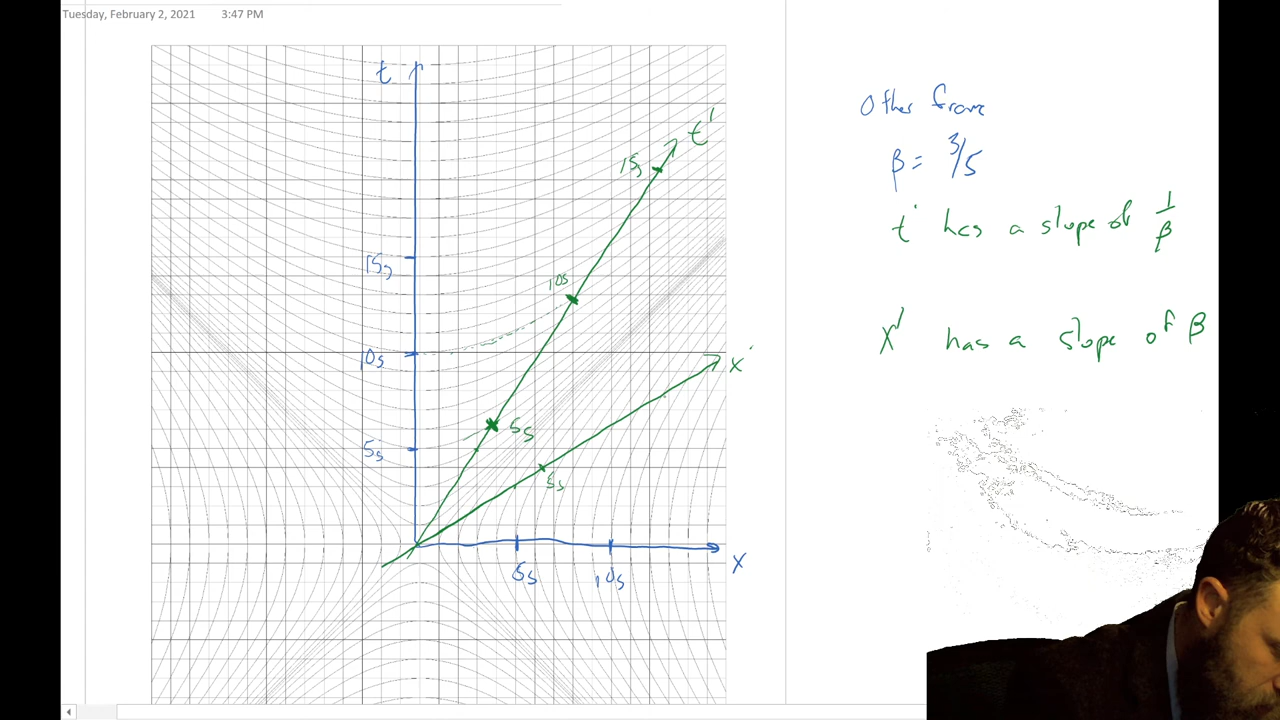 Tuesday, February 2, 2021 3:47 PM
t
t'
15s
10s
15s
10s
x'
5s
5s
5s
x
5s
10s
Other frame
β = 3/5
t' has a slope of 1/β
x' has a slope of β